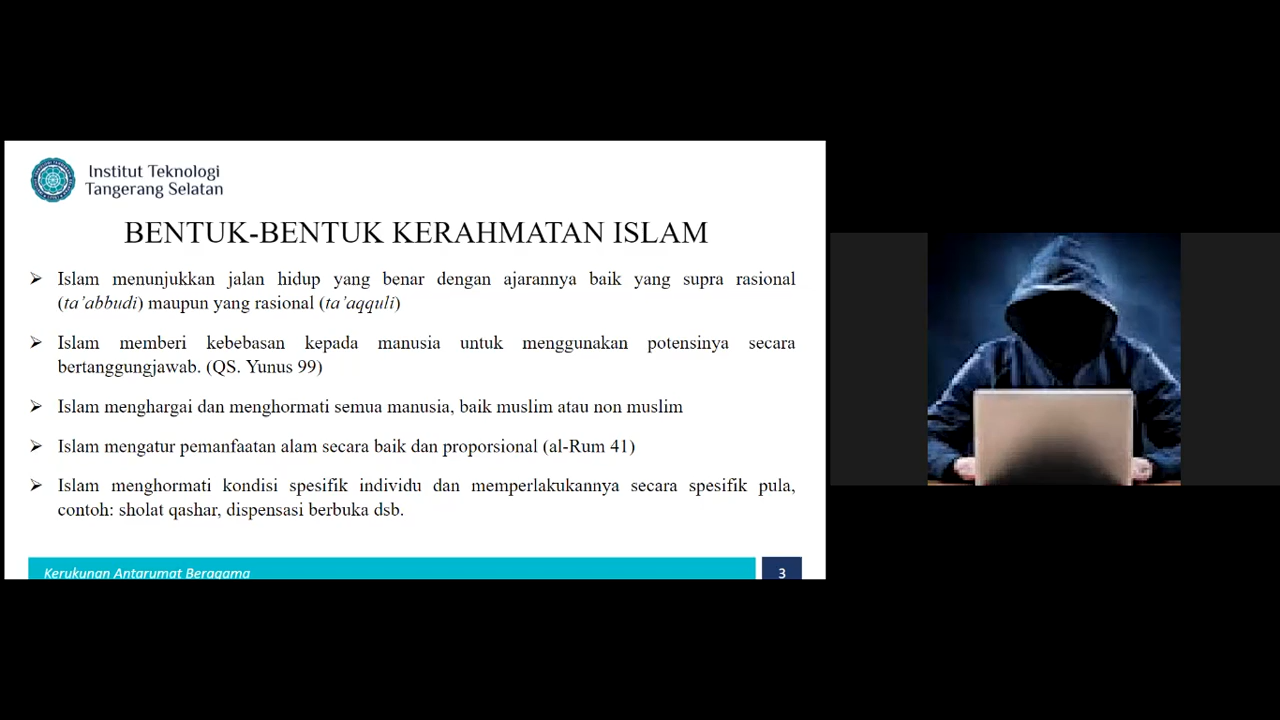 Institut Teknologi
Tangerang Selatan
BENTUK-BENTUK KERAHMATAN ISLAM
➢ Islam menunjukkan jalan hidup yang benar dengan ajarannya baik yang supra rasional
(ta’abbudi) maupun yang rasional (ta’aqquli)
➢ Islam memberi kebebasan kepada manusia untuk menggunakan potensinya secara
bertanggungjawab. (QS. Yunus 99)
➢ Islam menghargai dan menghormati semua manusia, baik muslim atau non muslim
➢ Islam mengatur pemanfaatan alam secara baik dan proporsional (al-Rum 41)
➢ Islam menghormati kondisi spesifik individu dan memperlakukannya secara spesifik pula,
contoh: sholat qashar, dispensasi berbuka dsb.
Kerukunan Antarumat Beragama
3